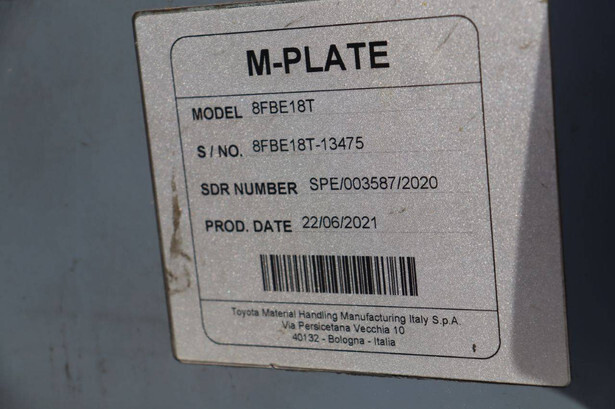 M-PLATE
MODEL 8FBE18T
S / NO. 8FBE18T-13475
SDR NUMBER SPE/003587/2020
PROD. DATE 22/06/2021
Toyota Material Handling Manufacturing Italy S.p.A.
Via Persicetana Vecchia 10
40132 - Bologna - Italia